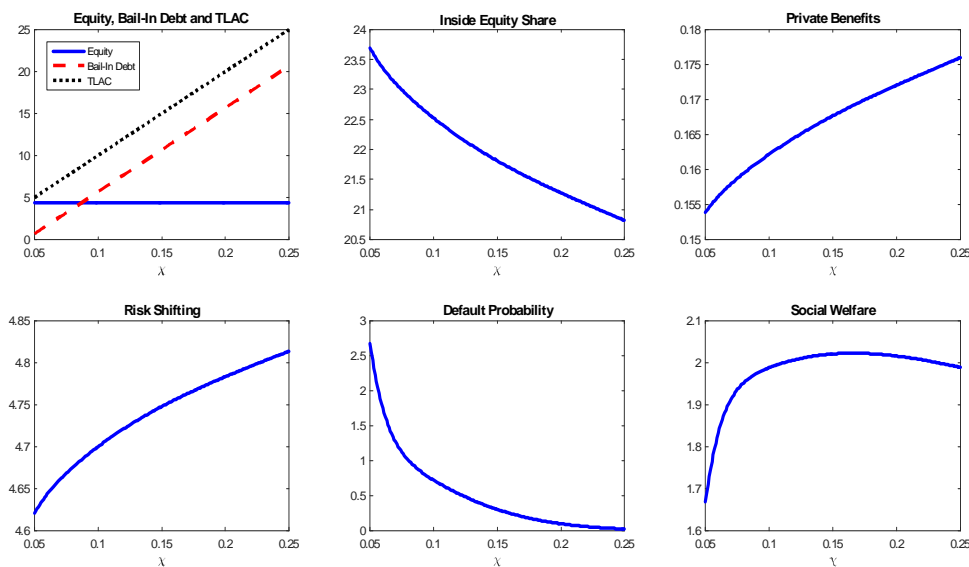 Equity, Bail-In Debt and TLAC
25
20
15
10
5
0
Equity
Bail-In Debt
TLAC
0.05 0.1 0.15 0.2 0.25
χ
Inside Equity Share
24
23.5
23
22.5
22
21.5
21
20.5
0.05 0.1 0.15 0.2 0.25
χ
Private Benefits
0.18
0.175
0.17
0.165
0.16
0.155
0.15
0.05 0.1 0.15 0.2 0.25
χ
Risk Shifting
4.85
4.8
4.75
4.7
4.65
4.6
0.05 0.1 0.15 0.2 0.25
χ
Default Probability
3
2.5
2
1.5
1
0.5
0
0.05 0.1 0.15 0.2 0.25
χ
Social Welfare
2.1
2
1.9
1.8
1.7
1.6
0.05 0.1 0.15 0.2 0.25
χ